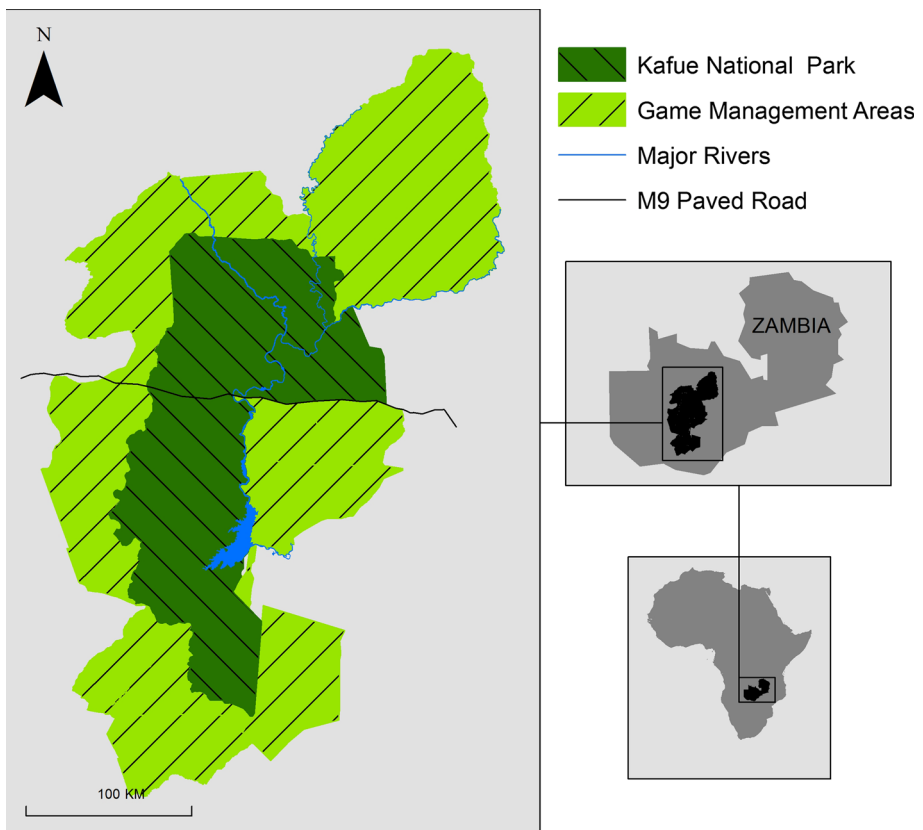 N
Kafue National Park
Game Management Areas
Major Rivers
M9 Paved Road
ZAMBIA
100 KM